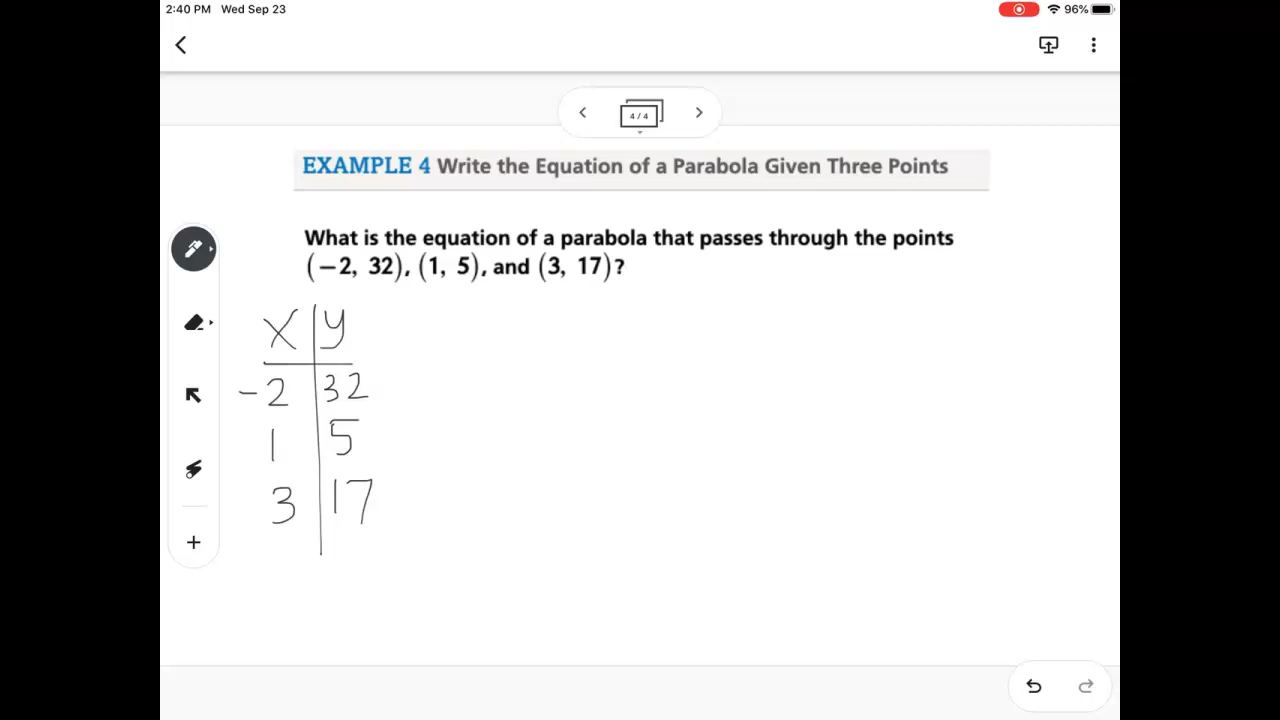 2:40 PM Wed Sep 23 96%
4 / 4
EXAMPLE 4 Write the Equation of a Parabola Given Three Points
What is the equation of a parabola that passes through the points
(−2, 32), (1, 5), and (3, 17)?
x y
-2 32
1 5
3 17